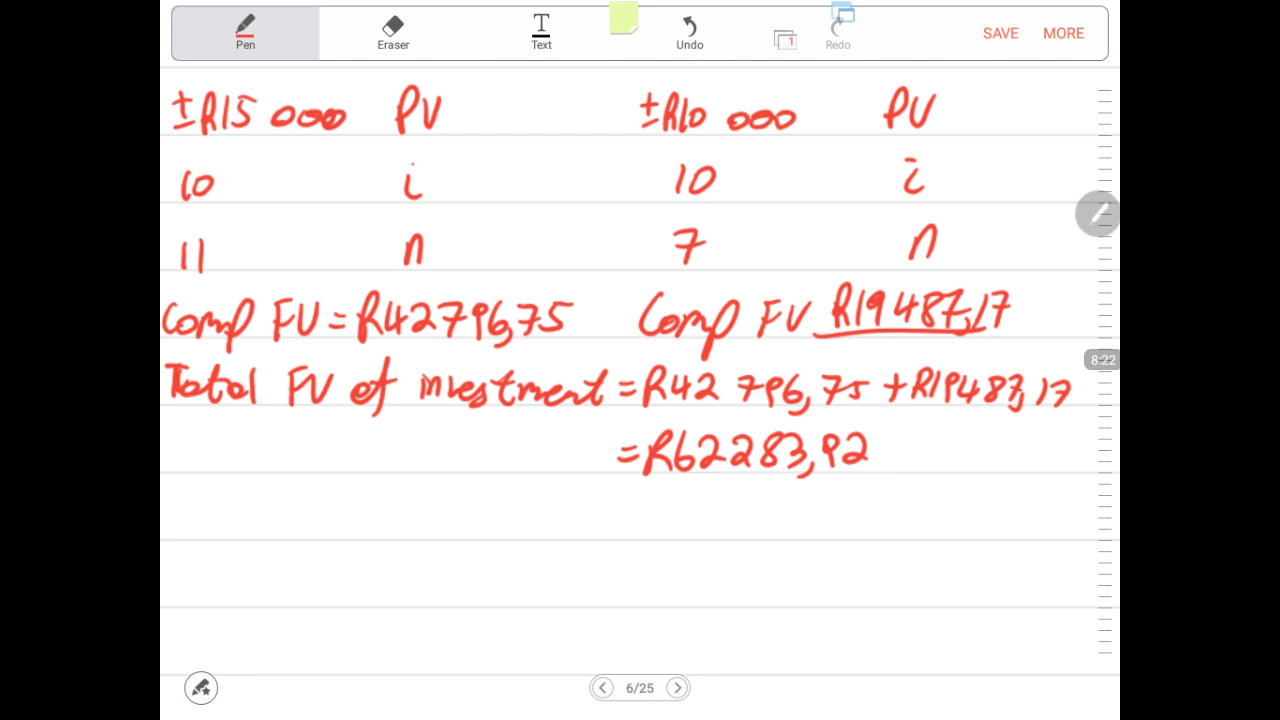 Pen Eraser Text Undo 1 Redo SAVE MORE
±R15 000 PV ±R10 000 PV
10 i 10 i
11 n 7 n
Comp FV = R42796,75 Comp FV R19487,17
8:22
Total FV of investment = R42 796,75 + R19487,17
= R62283,92
6/25